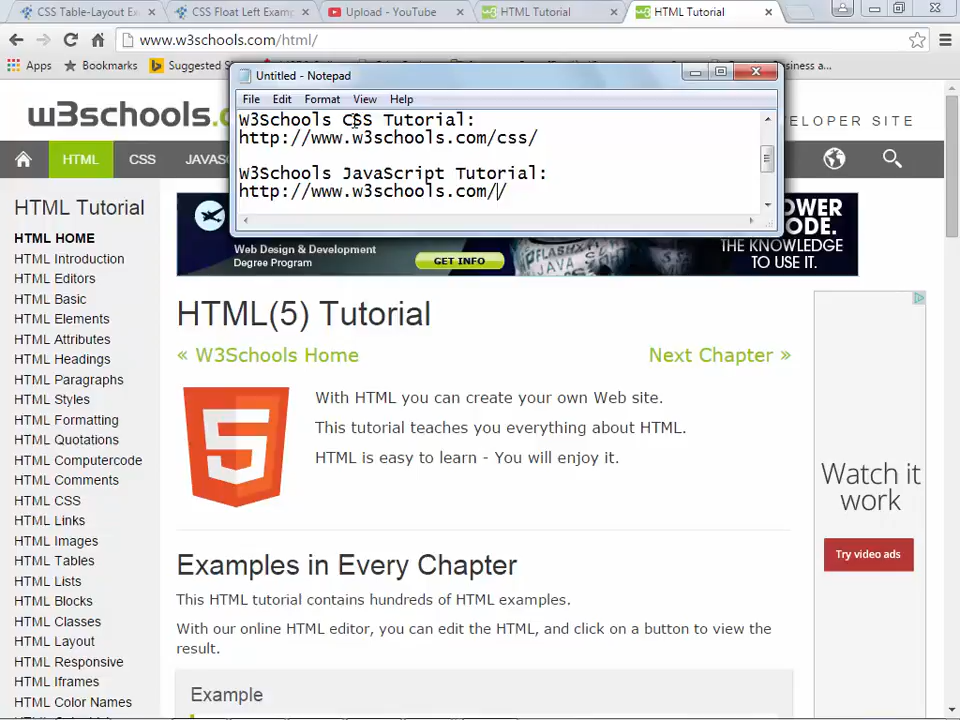 CSS Table-Layout Ex
CSS Float Left Exam
Upload - YouTube
HTML Tutorial
HTML Tutorial
www.w3schools.com/html/
Apps
Bookmarks
Suggested
usiness a...
Untitled - Notepad
File Edit Format View Help
W3Schools CSS Tutorial:
http://www.w3schools.com/css/
W3Schools JavaScript Tutorial:
http://www.w3schools.com//
w3schools.
ELOPER SITE
HTML
CSS
JAVAS
HTML Tutorial
HTML HOME
HTML Introduction
HTML Editors
HTML Basic
HTML Elements
HTML Attributes
HTML Headings
HTML Paragraphs
HTML Styles
HTML Formatting
HTML Quotations
HTML Computercode
HTML Comments
HTML CSS
HTML Links
HTML Images
HTML Tables
HTML Lists
HTML Blocks
HTML Classes
HTML Layout
HTML Responsive
HTML Iframes
HTML Color Names
Web Design & Development
Degree Program
GET INFO
POWER
CODE.
THE KNOWLEDGE
TO USE IT.
HTML(5) Tutorial
« W3Schools Home
Next Chapter »
5
With HTML you can create your own Web site.
This tutorial teaches you everything about HTML.
HTML is easy to learn - You will enjoy it.
Examples in Every Chapter
This HTML tutorial contains hundreds of HTML examples.
With our online HTML editor, you can edit the HTML, and click on a button to view the
result.
Example
Watch it
work
Try video ads